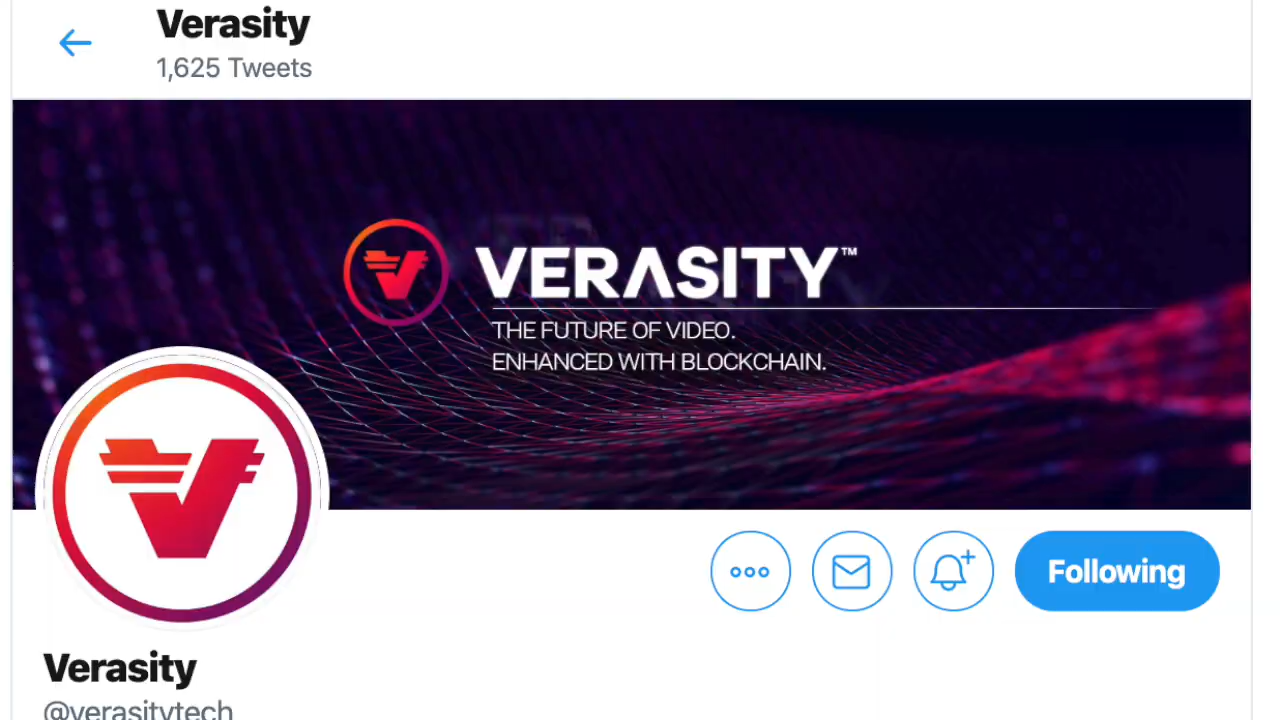 Verasity
1,625 Tweets
VERASITY™
THE FUTURE OF VIDEO.
ENHANCED WITH BLOCKCHAIN.
Following
Verasity
@verasitytech